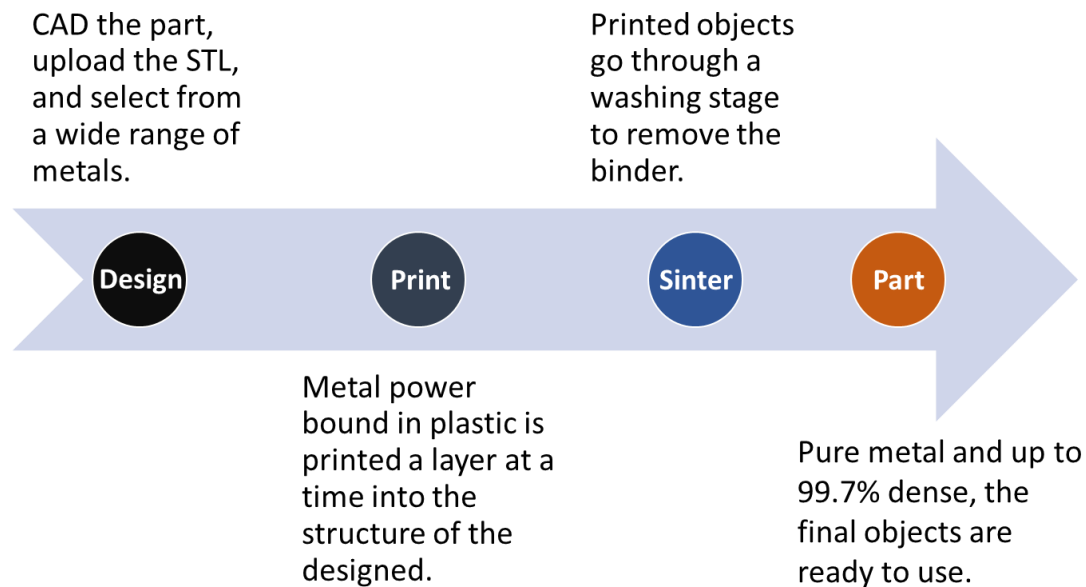 CAD the part,
upload the STL,
and select from
a wide range of
metals.
Printed objects
go through a
washing stage
to remove the
binder.
Design
Print
Sinter
Part
Metal power
bound in plastic is
printed a layer at a
time into the
structure of the
designed.
Pure metal and up to
99.7% dense, the
final objects are
ready to use.